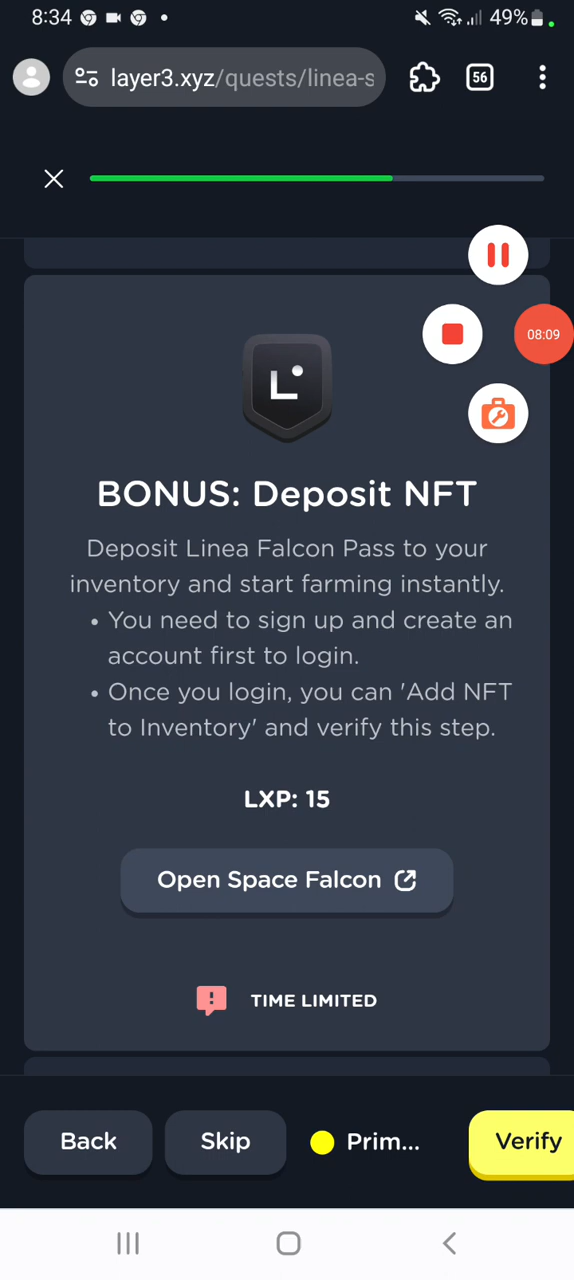 8:34
49%
layer3.xyz/quests/linea-s
56
08:09
BONUS: Deposit NFT
Deposit Linea Falcon Pass to your
inventory and start farming instantly.
• You need to sign up and create an
account first to login.
• Once you login, you can 'Add NFT
to Inventory' and verify this step.
LXP: 15
Open Space Falcon
TIME LIMITED
Back
Skip
Prim...
Verify